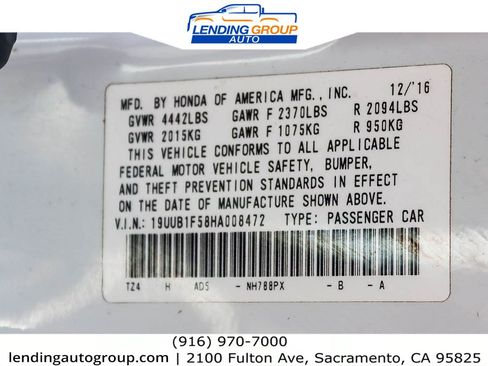 LENDING GROUP
AUTO
MFD. BY HONDA OF AMERICA MFG., INC. 12/'16
GVWR 4442LBS GAWR F 2370LBS R 2094LBS
GVWR 2015KG GAWR F 1075KG R 950KG
THIS VEHICLE CONFORMS TO ALL APPLICABLE
FEDERAL MOTOR VEHICLE SAFETY, BUMPER,
AND THEFT PREVENTION STANDARDS IN EFFECT
ON THE DATE OF MANUFACTURE SHOWN ABOVE.
V.I.N.: 19UUB1F58HA008472 TYPE: PASSENGER CAR
TZ4 H ADS - NH788PX - B - A
(916) 970-7000
lendingautogroup.com | 2100 Fulton Ave, Sacramento, CA 95825